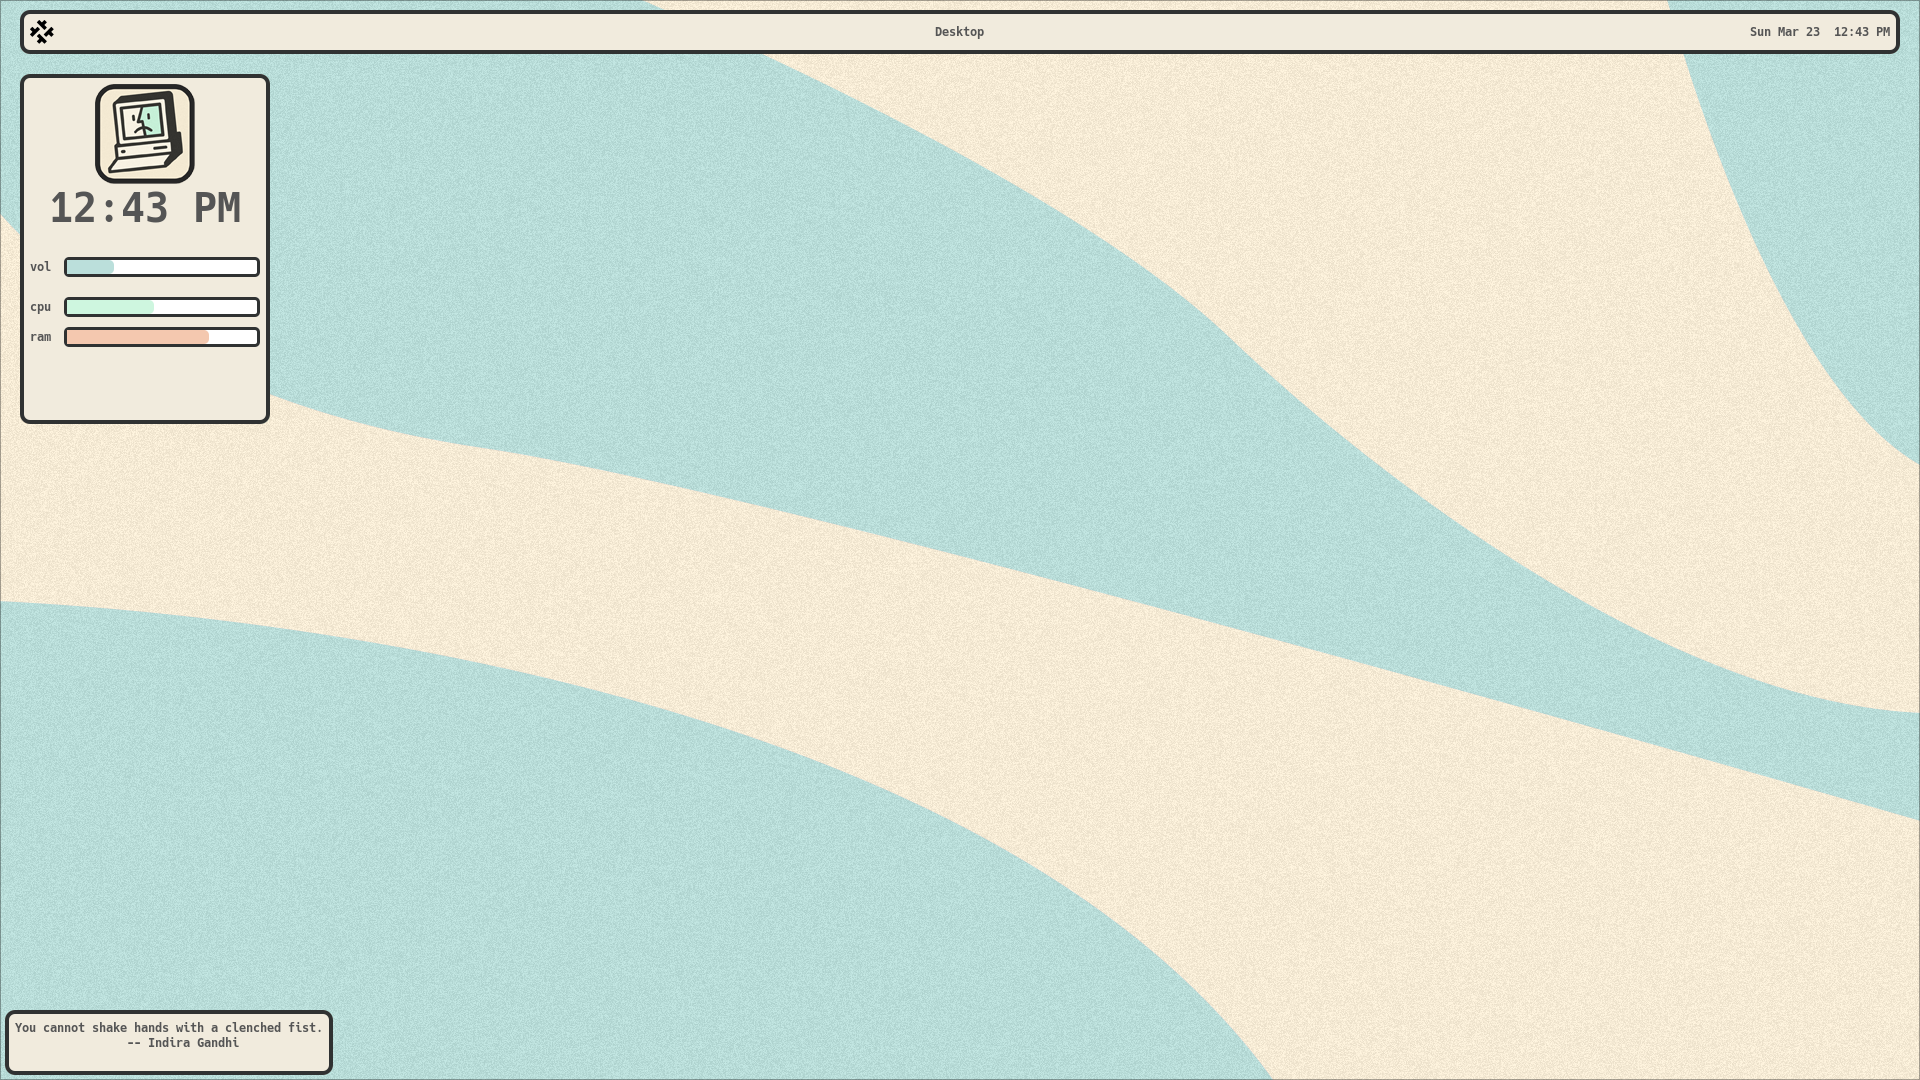 Desktop
Sun Mar 23 12:43 PM
12:43 PM
vol
cpu
ram
You cannot shake hands with a clenched fist.
-- Indira Gandhi